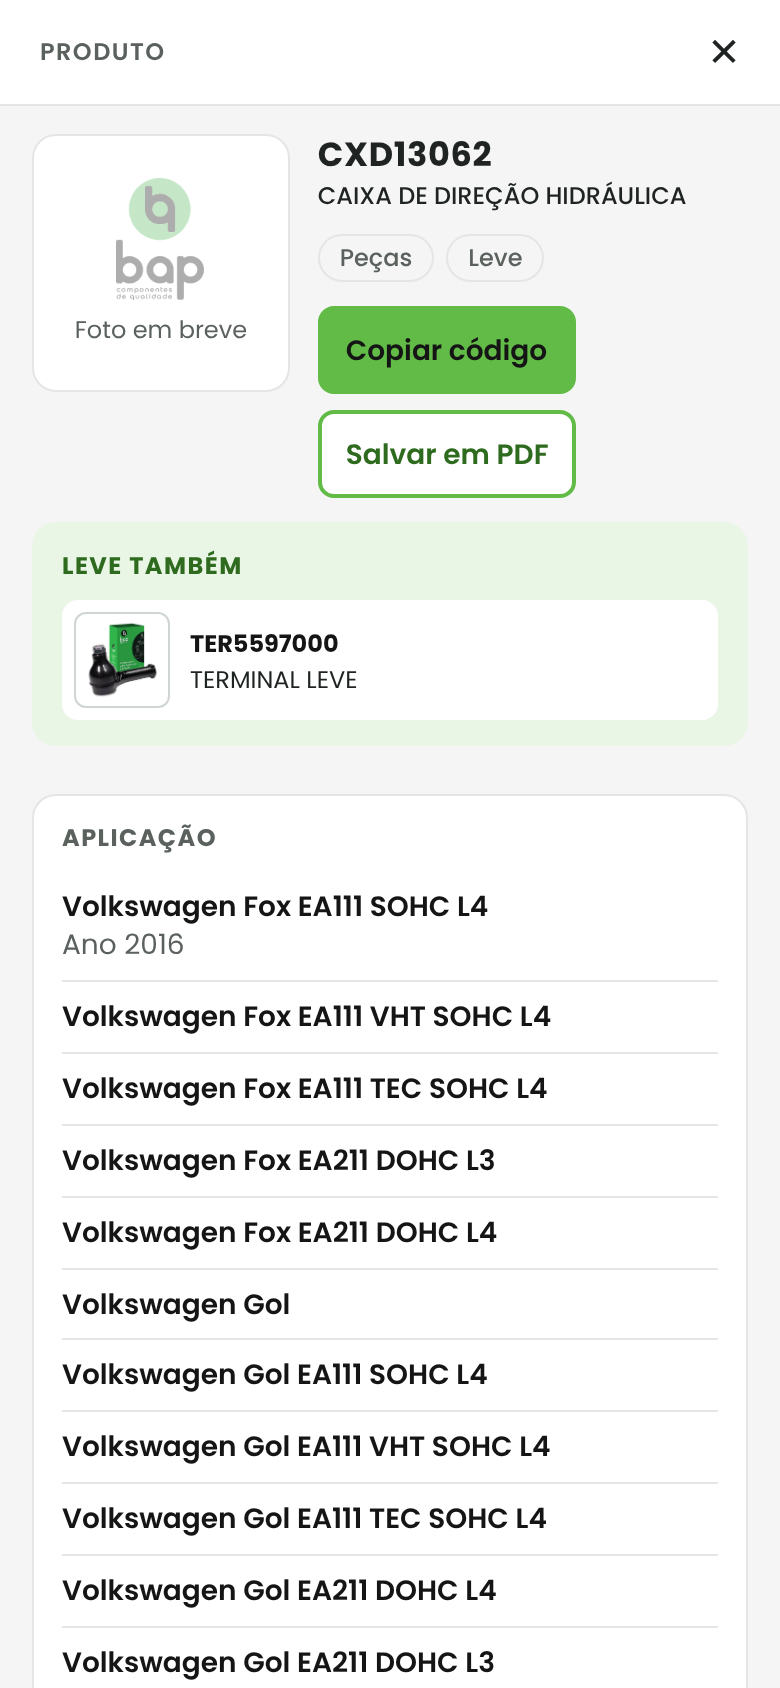 PRODUTO
bap
componentes
de qualidade
Foto em breve
CXD13062
CAIXA DE DIREÇÃO HIDRÁULICA
Peças
Leve
Copiar código
Salvar em PDF
LEVE TAMBÉM
TER5597000
TERMINAL LEVE
APLICAÇÃO
Volkswagen Fox EA111 SOHC L4
Ano 2016
Volkswagen Fox EA111 VHT SOHC L4
Volkswagen Fox EA111 TEC SOHC L4
Volkswagen Fox EA211 DOHC L3
Volkswagen Fox EA211 DOHC L4
Volkswagen Gol
Volkswagen Gol EA111 SOHC L4
Volkswagen Gol EA111 VHT SOHC L4
Volkswagen Gol EA111 TEC SOHC L4
Volkswagen Gol EA211 DOHC L4
Volkswagen Gol EA211 DOHC L3